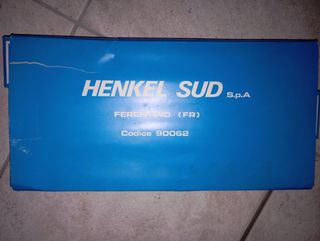 HENKEL SUD S.p.A
FERENTINO (FR)
Codice 90062